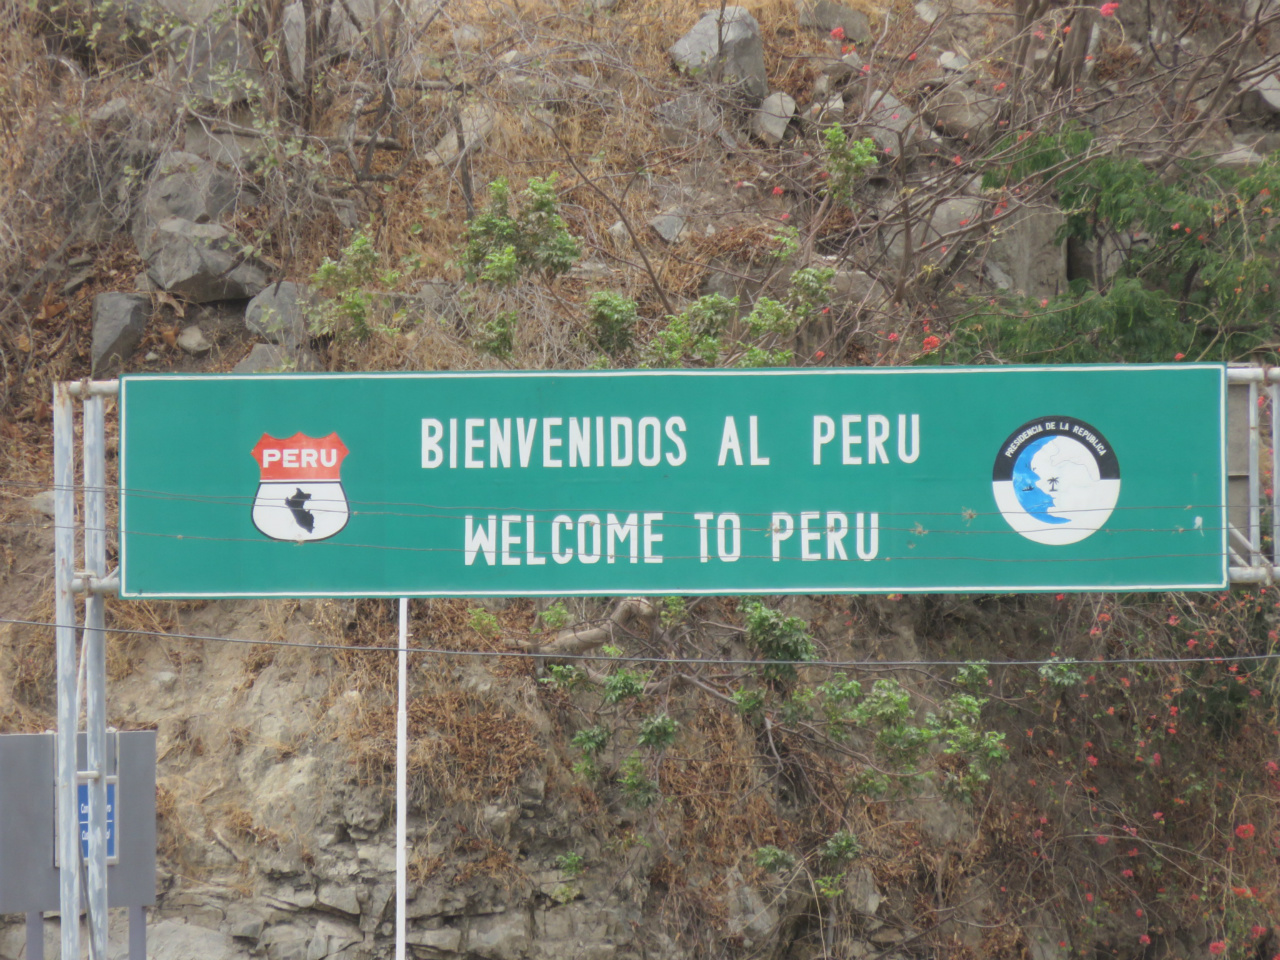 BIENVENIDOS AL PERU
WELCOME TO PERU
PERU
PRESIDENCIA DE LA REPUBLICA